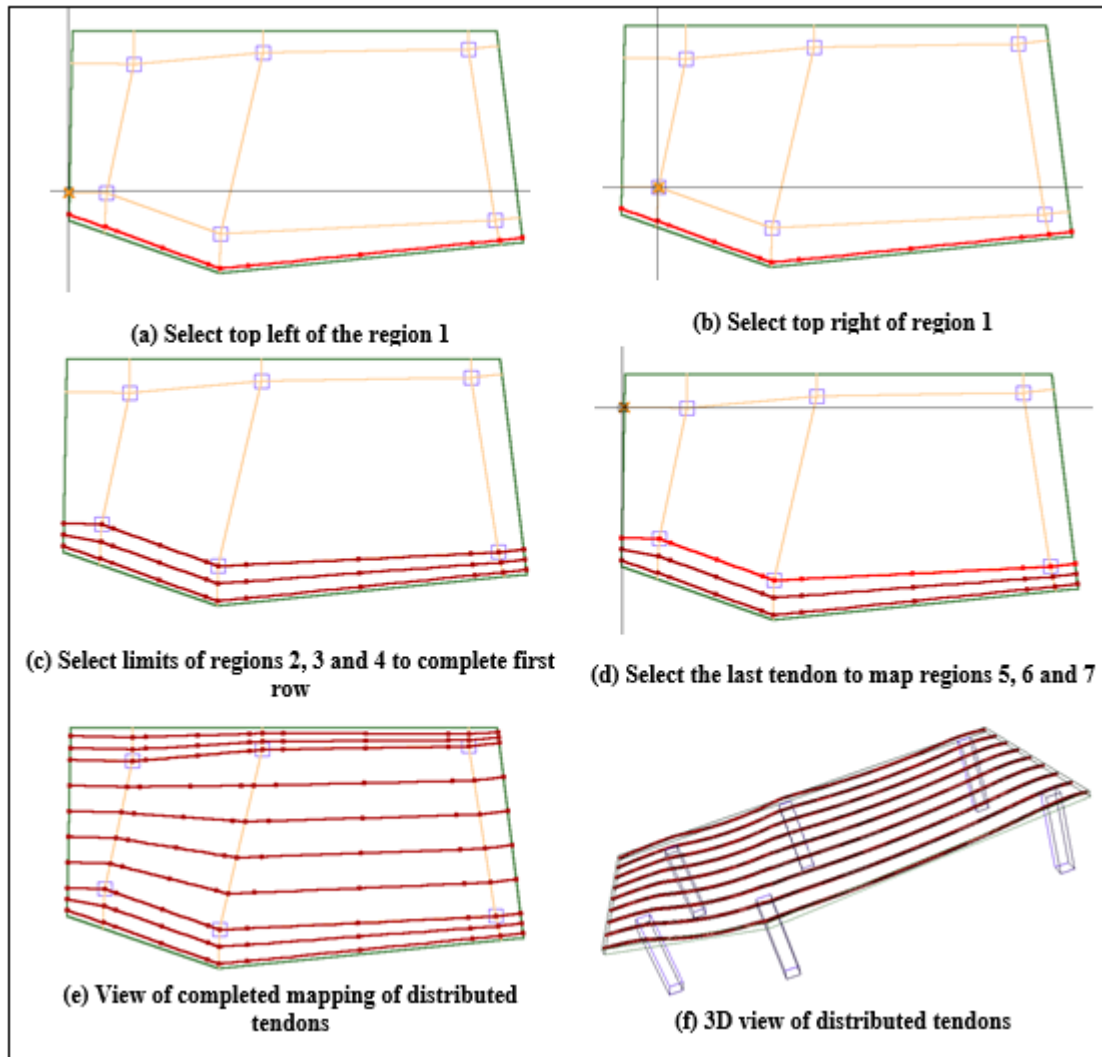 (a) Select top left of the region 1
(b) Select top right of region 1
(c) Select limits of regions 2, 3 and 4 to complete first
row
(d) Select the last tendon to map regions 5, 6 and 7
(e) View of completed mapping of distributed
tendons
(f) 3D view of distributed tendons